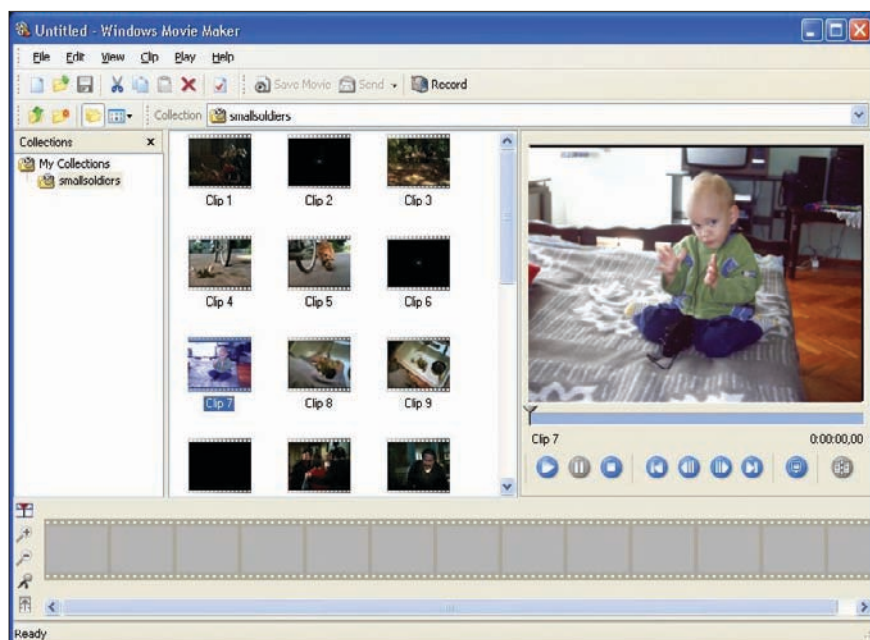 Untitled - Windows Movie Maker
File Edit View Clip Play Help
Save Movie Send Record
Collection smallsoldiers
Collections x
My Collections
smallsoldiers
Clip 1 Clip 2 Clip 3
Clip 4 Clip 5 Clip 6
Clip 7 Clip 8 Clip 9
Clip 7 0:00:00,00
Ready